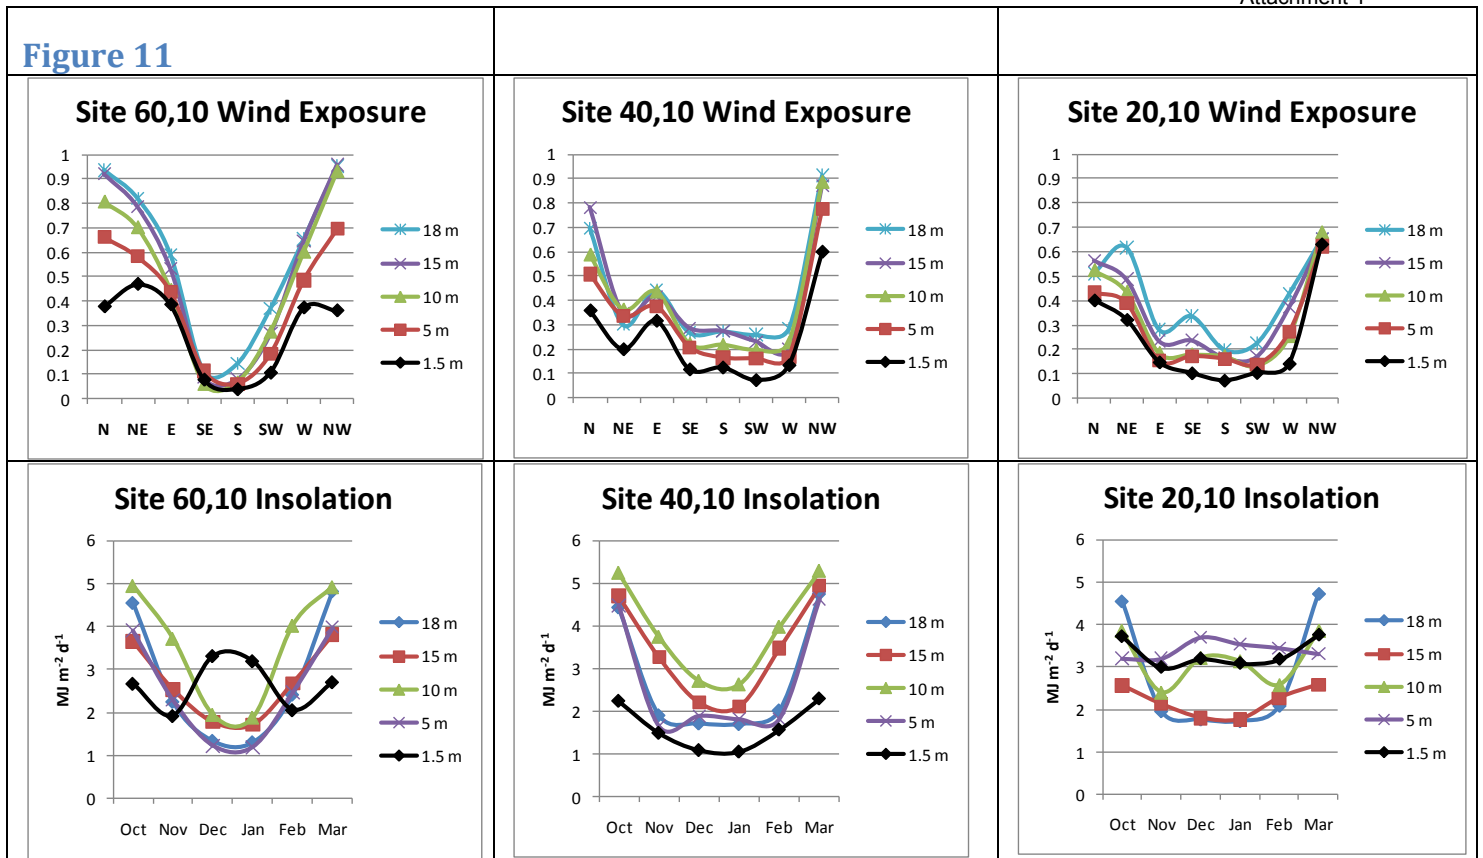 Figure 11
Site 60,10 Wind Exposure
1
0.9
0.8
0.7
0.6
0.5
0.4
0.3
0.2
0.1
0
N NE E SE S SW W NW
18 m
15 m
10 m
5 m
1.5 m
Site 40,10 Wind Exposure
1
0.9
0.8
0.7
0.6
0.5
0.4
0.3
0.2
0.1
0
N NE E SE S SW W NW
18 m
15 m
10 m
5 m
1.5 m
Site 20,10 Wind Exposure
1
0.9
0.8
0.7
0.6
0.5
0.4
0.3
0.2
0.1
0
N NE E SE S SW W NW
18 m
15 m
10 m
5 m
1.5 m
Site 60,10 Insolation
MJ m⁻² d⁻¹
6
5
4
3
2
1
0
Oct Nov Dec Jan Feb Mar
18 m
15 m
10 m
5 m
1.5 m
Site 40,10 Insolation
MJ m⁻² d⁻¹
6
5
4
3
2
1
0
Oct Nov Dec Jan Feb Mar
18 m
15 m
10 m
5 m
1.5 m
Site 20,10 Insolation
MJ m⁻² d⁻¹
6
5
4
3
2
1
0
Oct Nov Dec Jan Feb Mar
18 m
15 m
10 m
5 m
1.5 m